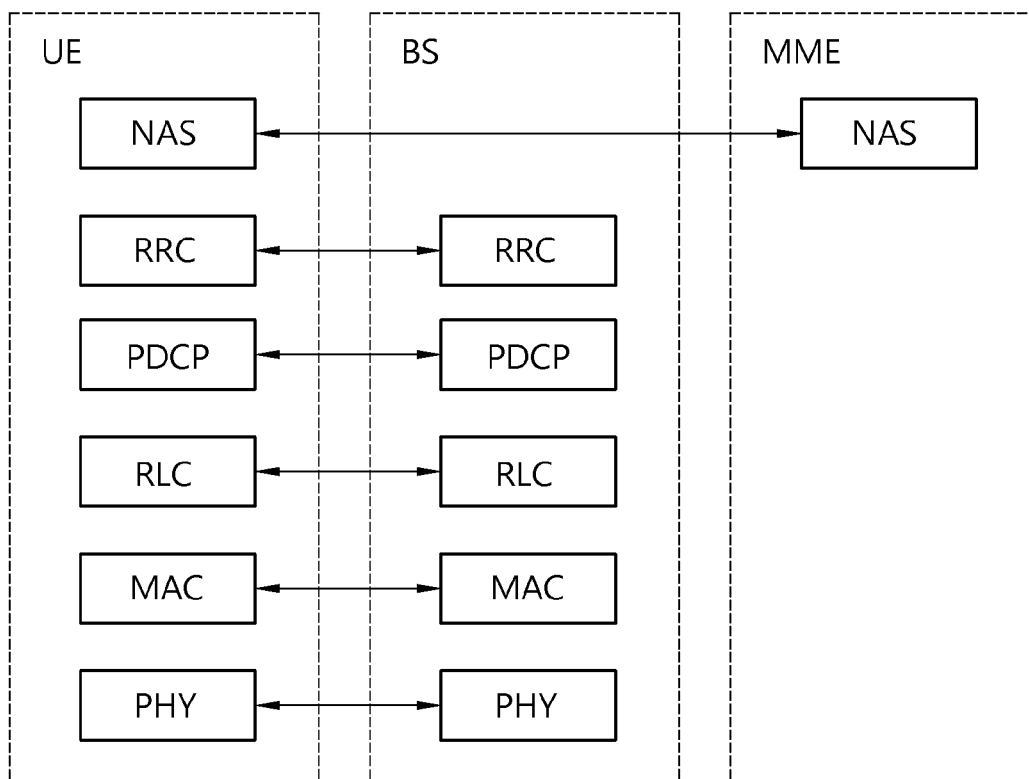 UE BS MME
NAS NAS
RRC RRC
PDCP PDCP
RLC RLC
MAC MAC
PHY PHY